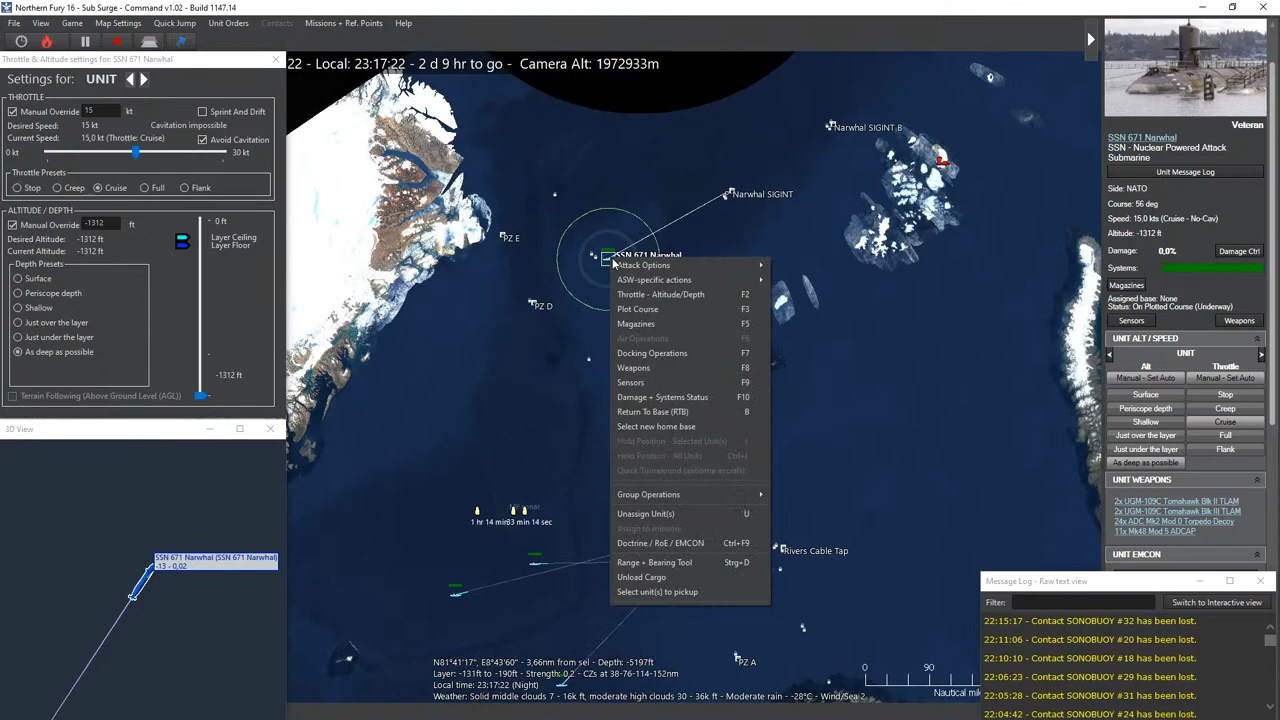 Northern Fury 16 - Sub Surge - Command v1.02 - Build 1147.14
File View Game Map Settings Quick Jump Unit Orders Contacts Missions + Ref. Points Help
Throttle & Altitude settings for: SSN 671 Narwhal
Settings for: UNIT
THROTTLE
Manual Override 15 kt Sprint And Drift
Desired Speed: 15 kt Cavitation impossible
Current Speed: 15,0 kt (Throttle: Cruise) Avoid Cavitation
0 kt 30 kt
Throttle Presets
Stop Creep Cruise Full Flank
ALTITUDE / DEPTH
Manual Override -1312 ft
Desired Altitude: -1312 ft
Current Altitude: -1312 ft
Depth Presets
Surface
Periscope depth
Shallow
Just over the layer
Just under the layer
As deep as possible
- 0 ft
Layer Ceiling
Layer Floor
-1312 ft
Terrain Following (Above Ground Level (AGL))
3D View
SSN 671 Narwhal (SSN 671 Narwhal)
-13 - 0,02
22 - Local: 23:17:22 - 2 d 9 hr to go - Camera Alt: 1972933m
Narwhal SIGINT B
Narwhal SIGINT
PZ E
SSN 671 Narwhal
PZ D
1 hr 14 min 33 min 14 sec
Rivers Cable Tap
PZ A
Attack Options
ASW-specific actions
Throttle - Altitude/Depth F2
Plot Course F3
Magazines F5
Air Operations F6
Docking Operations F7
Weapons F8
Sensors F9
Damage + Systems Status F10
Return To Base (RTB) B
Select new home base
Hold Position - Selected Unit(s) I
Hold Position - All Units Ctrl+I
Quick Turnaround (airborne aircraft)
Group Operations
Unassign Unit(s) U
Assign to mission
Doctrine / RoE / EMCON Ctrl+F9
Range + Bearing Tool Strg+D
Unload Cargo
Select unit(s) to pickup
N81°41'17", E8°43'60" - 3,66nm from sel - Depth: -5197ft
Layer: -131ft to -190ft - Strength: 0,2 - CZs at 38-76-114-152nm
Local time: 23:17:22 (Night)
Weather: Solid middle clouds 7 - 16k ft, moderate high clouds 30 - 36k ft - Moderate rain - -28°C - Wind/Sea 2
0 90
Nautical
Veteran
SSN 671 Narwhal
SSN - Nuclear Powered Attack
Submarine
Unit Message Log
Side: NATO
Course: 56 deg
Speed: 15,0 kts (Cruise - No-Cav)
Altitude: -1312 ft
Damage: 0,0% Damage Ctrl
Systems:
Magazines
Assigned base: None
Status: On Plotted Course (Underway)
Sensors Weapons
UNIT ALT / SPEED
UNIT
Alt Throttle
Manual - Set Auto Manual - Set Auto
Surface Stop
Periscope depth Creep
Shallow Cruise
Just over the layer Full
Just under the layer Flank
As deep as possible
UNIT WEAPONS
2x UGM-109C Tomahawk Blk II TLAM
2x UGM-109C Tomahawk Blk III TLAM
24x ADC Mk2 Mod 0 Torpedo Decoy
11x Mk48 Mod 5 ADCAP
UNIT EMCON
Message Log - Raw text view
Filter: Switch to Interactive view
22:15:17 - Contact SONOBUOY #32 has been lost.
22:11:06 - Contact SONOBUOY #20 has been lost.
22:10:10 - Contact SONOBUOY #18 has been lost.
22:06:23 - Contact SONOBUOY #29 has been lost.
22:05:28 - Contact SONOBUOY #31 has been lost.
22:04:42 - Contact SONOBUOY #24 has been lost.